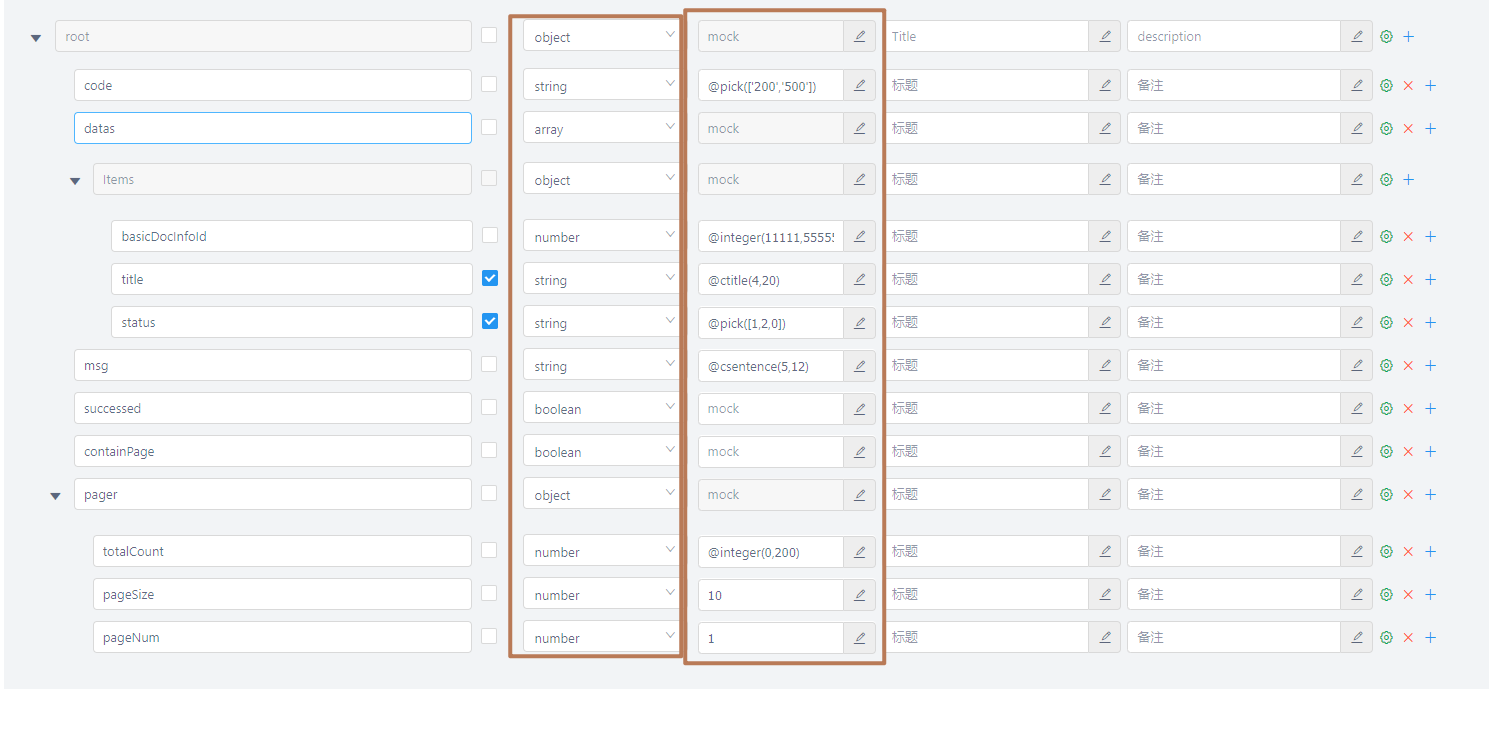 root object mock Title description
code string @pick(['200','500']) 标题 备注
datas array mock 标题 备注
Items object mock 标题 备注
basicDocInfoId number @integer(11111,5555 标题 备注
title string @ctitle(4,20) 标题 备注
status string @pick([1,2,0]) 标题 备注
msg string @csentence(5,12) 标题 备注
successed boolean mock 标题 备注
containPage boolean mock 标题 备注
pager object mock 标题 备注
totalCount number @integer(0,200) 标题 备注
pageSize number 10 标题 备注
pageNum number 1 标题 备注